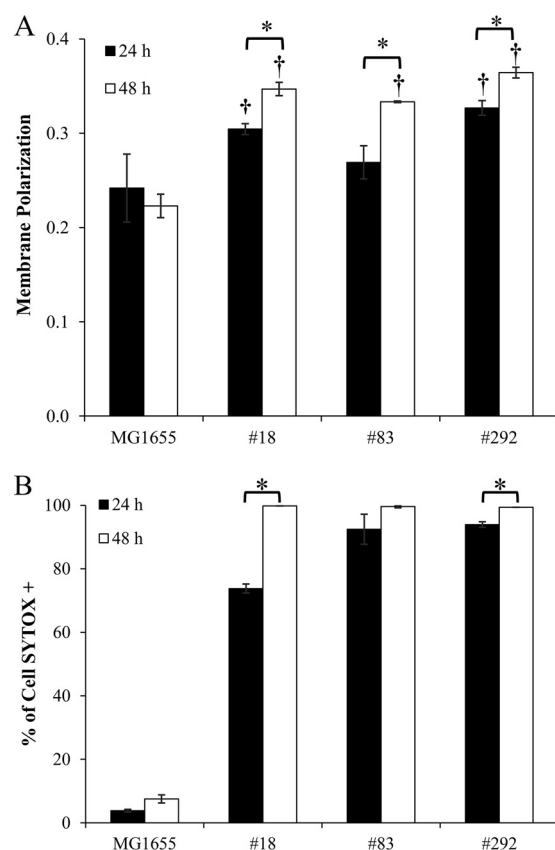 A
24 h
48 h
Membrane Polarization
0.4
0.3
0.2
0.1
0.0
* * *
† † † † †
MG1655 #18 #83 #292
B
24 h
48 h
% of Cell SYTOX +
100
80
60
40
20
0
* *
MG1655 #18 #83 #292